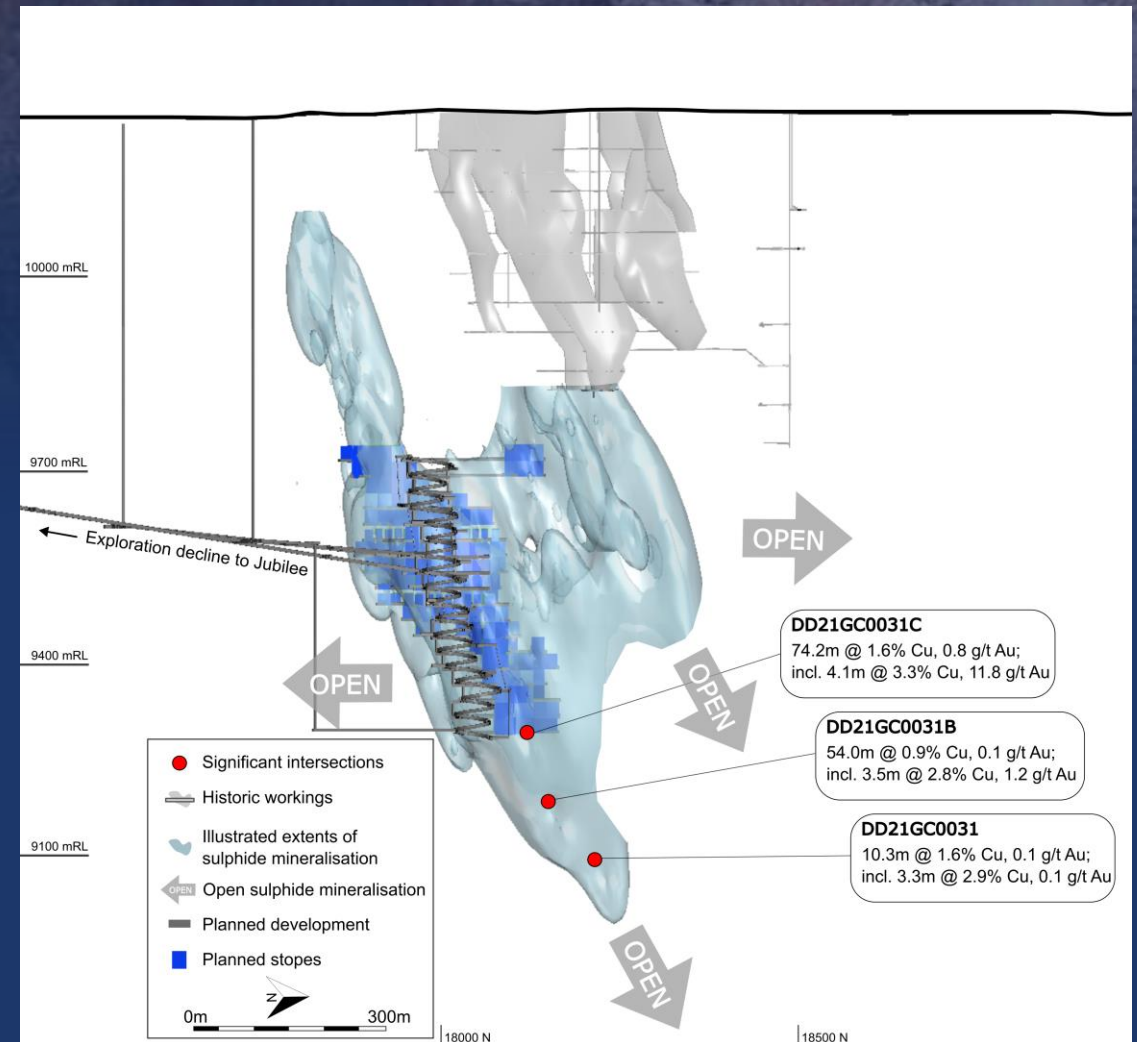 10000 mRL
9700 mRL
Exploration decline to Jubilee
OPEN
9400 mRL
OPEN
OPEN
DD21GC0031C
74.2m @ 1.6% Cu, 0.8 g/t Au;
incl. 4.1m @ 3.3% Cu, 11.8 g/t Au
DD21GC0031B
54.0m @ 0.9% Cu, 0.1 g/t Au;
incl. 3.5m @ 2.8% Cu, 1.2 g/t Au
9100 mRL
DD21GC0031
10.3m @ 1.6% Cu, 0.1 g/t Au;
incl. 3.3m @ 2.9% Cu, 0.1 g/t Au
OPEN
Significant intersections
Historic workings
Illustrated extents of
sulphide mineralisation
OPEN
Open sulphide mineralisation
Planned development
Planned stopes
N
0m 300m
18000 N
18500 N